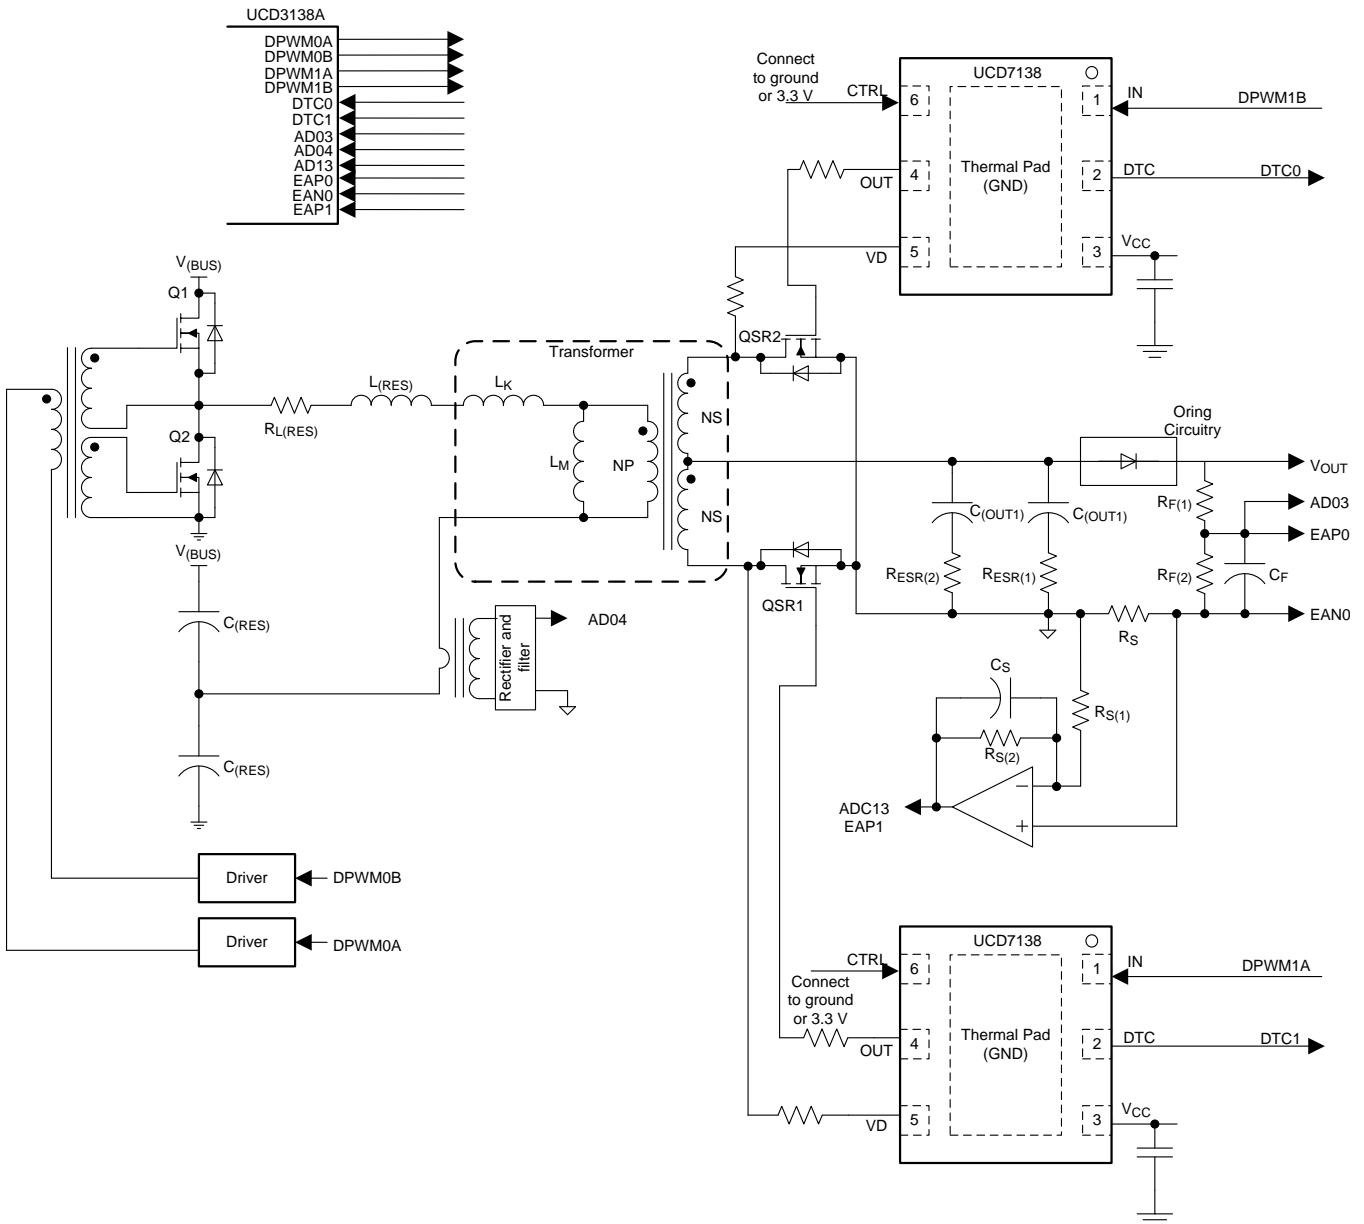 UCD3138A
DPWM0A
DPWM0B
DPWM1A
DPWM1B
DTC0
DTC1
AD03
AD04
AD13
EAP0
EAN0
EAP1
Connect
to ground
or 3.3 V
CTRL
6
UCD7138
1
IN
DPWM1B
Thermal Pad
(GND)
OUT
4
2
DTC
DTC0
VD
5
3
VCC
V(BUS)
Q1
Q2
RL(RES)
L(RES)
Transformer
LK
LM
NP
NS
NS
QSR2
QSR1
Oring
Circuitry
VOUT
AD03
EAP0
EAN0
RF(1)
RF(2)
CF
C(OUT1)
C(OUT1)
RESR(2)
RESR(1)
RS
V(BUS)
C(RES)
C(RES)
Rectifier and
filter
AD04
CS
RS(1)
RS(2)
−
+
ADC13
EAP1
Driver
DPWM0B
Driver
DPWM0A
CTRL
Connect
to ground
or 3.3 V
6
UCD7138
1
IN
DPWM1A
Thermal Pad
(GND)
OUT
4
2
DTC
DTC1
VD
5
3
VCC